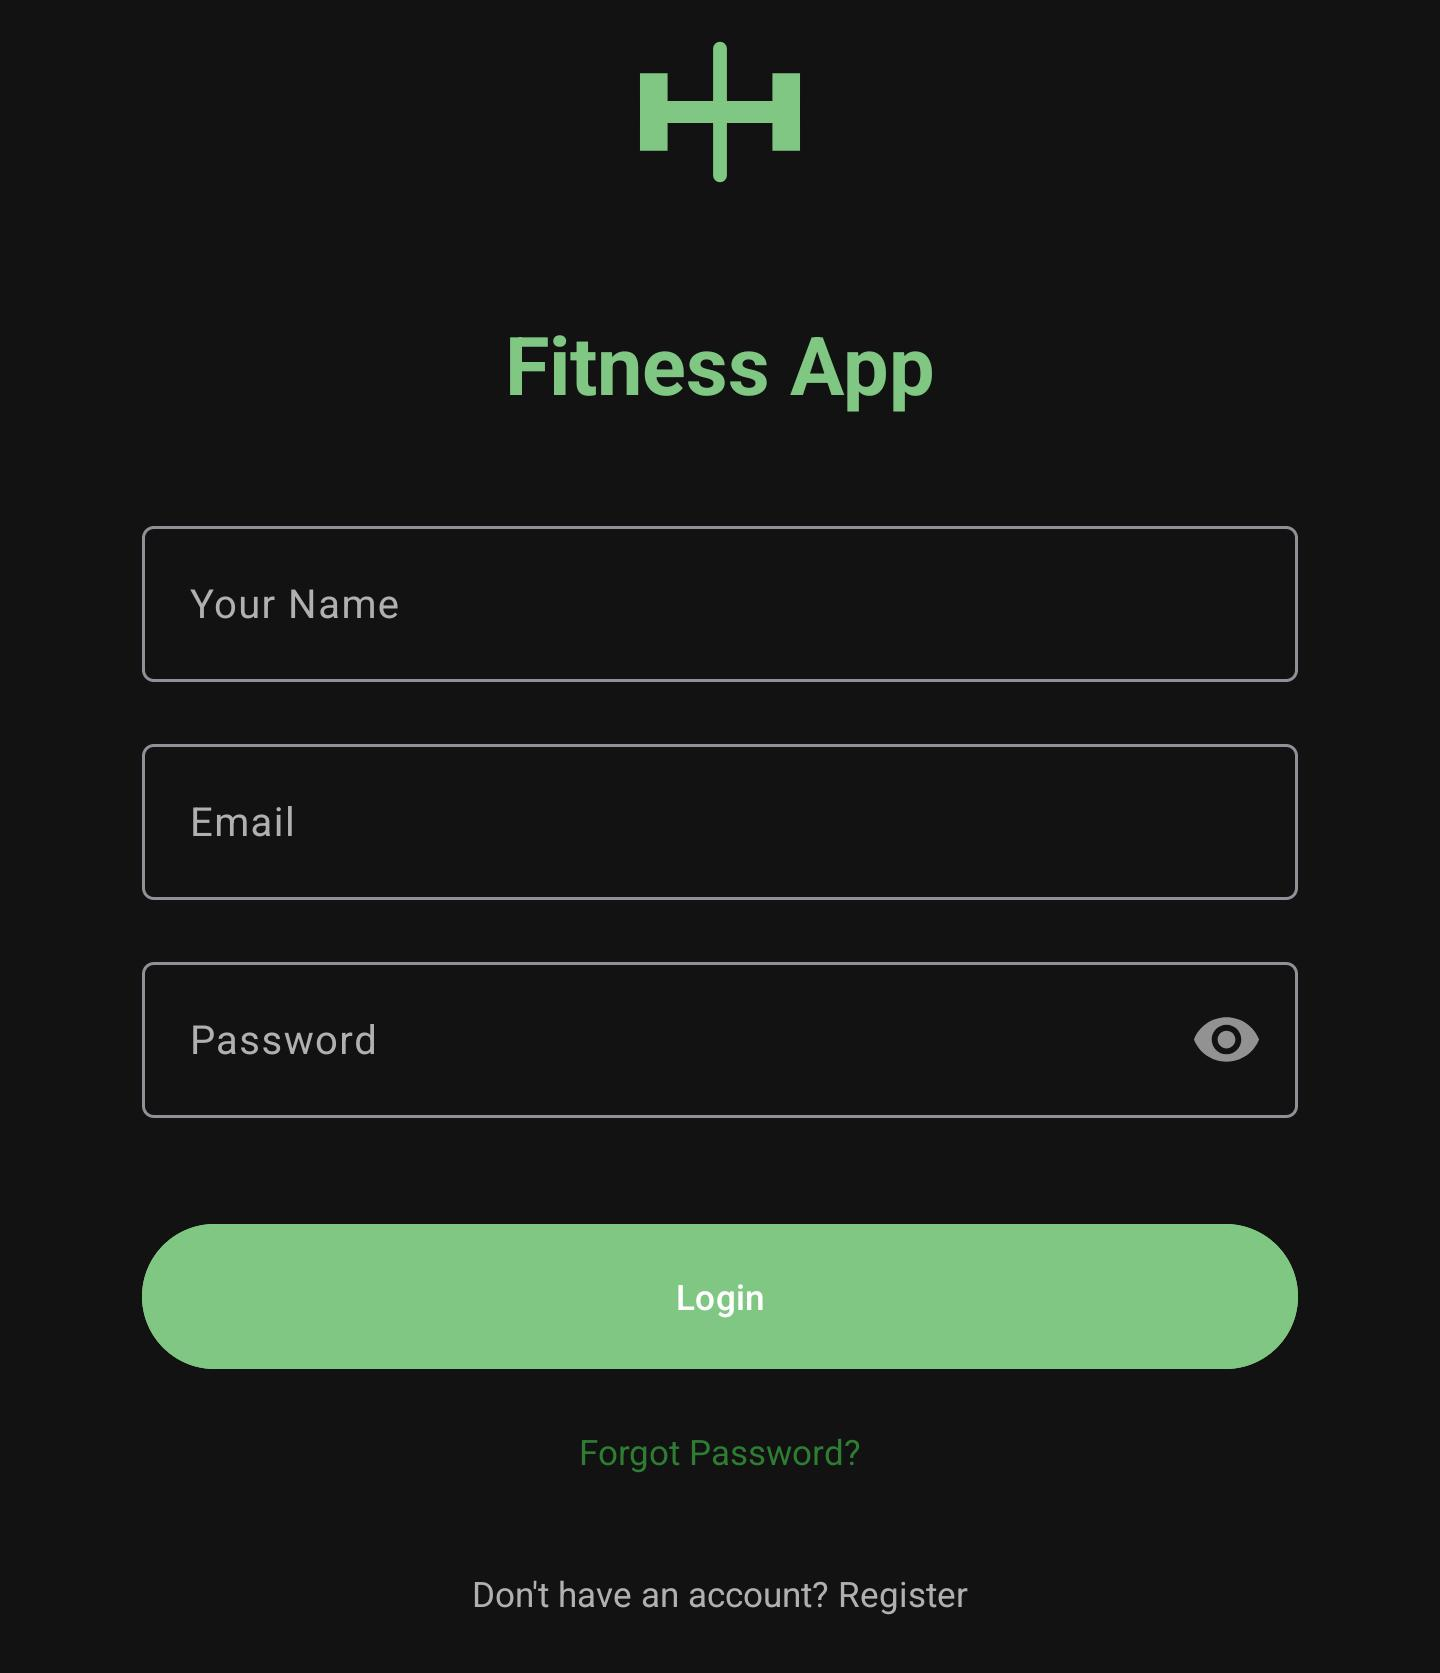 Fitness App
Your Name
Email
Password
Login
Forgot Password?
Don't have an account? Register